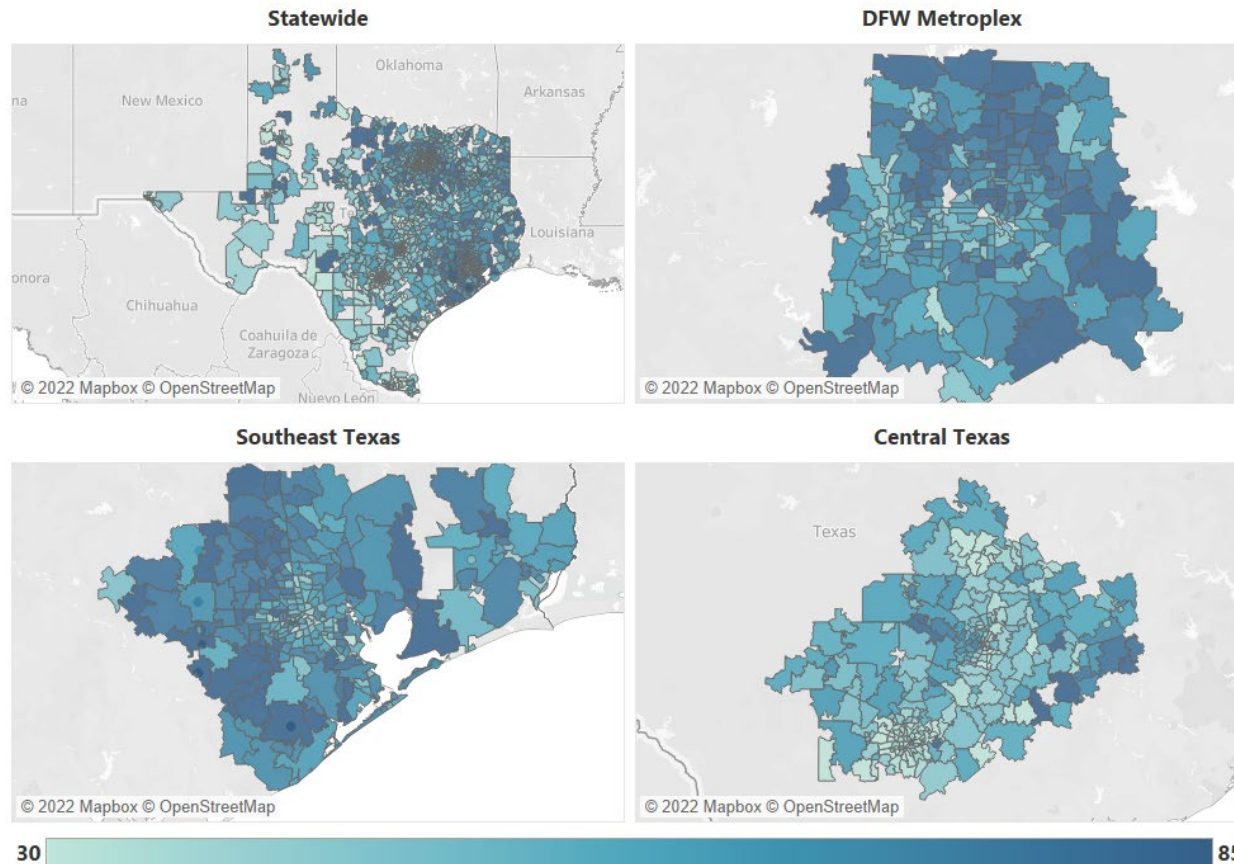 Statewide
DFW Metroplex
Oklahoma
New Mexico
Arkansas
Louisiana
Chihuahua
Coahuila de
Zaragoza
Nuevo León
© 2022 Mapbox © OpenStreetMap
© 2022 Mapbox © OpenStreetMap
Southeast Texas
Central Texas
Texas
© 2022 Mapbox © OpenStreetMap
© 2022 Mapbox © OpenStreetMap
30
85